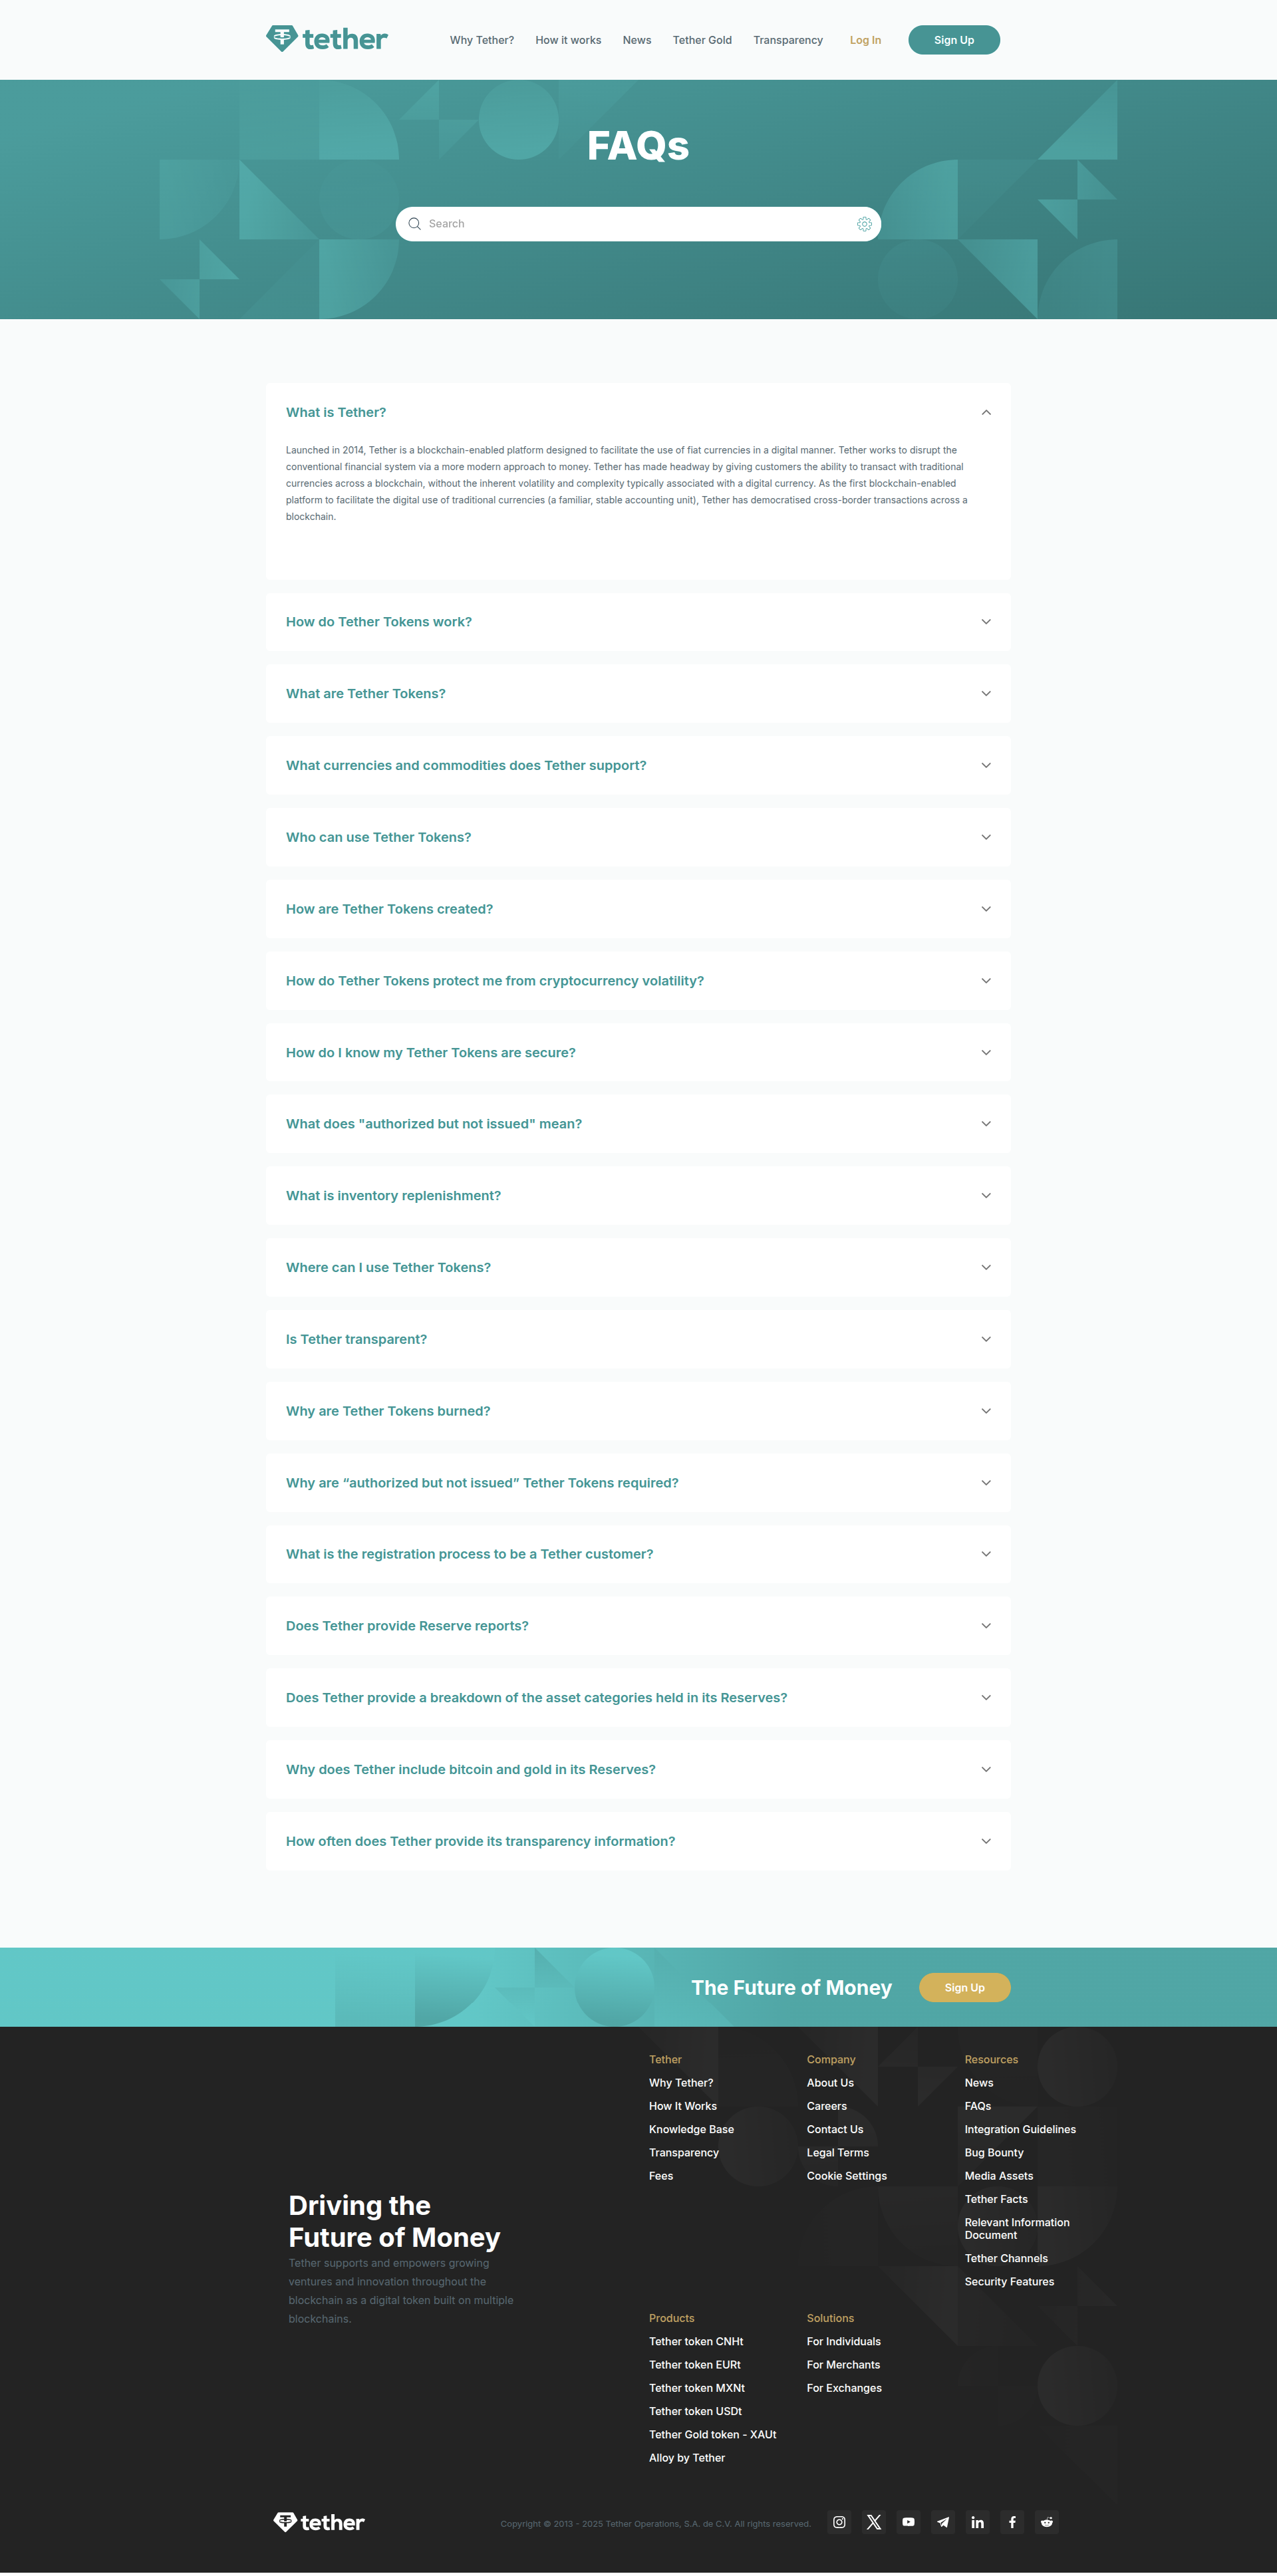 tether
Why Tether?
How it works
News
Tether Gold
Transparency
Log In
Sign Up
FAQs
Search
What is Tether?
Launched in 2014, Tether is a blockchain-enabled platform designed to facilitate the use of fiat currencies in a digital manner. Tether works to disrupt the
conventional financial system via a more modern approach to money. Tether has made headway by giving customers the ability to transact with traditional
currencies across a blockchain, without the inherent volatility and complexity typically associated with a digital currency. As the first blockchain-enabled
platform to facilitate the digital use of traditional currencies (a familiar, stable accounting unit), Tether has democratised cross-border transactions across a
blockchain.
How do Tether Tokens work?
What are Tether Tokens?
What currencies and commodities does Tether support?
Who can use Tether Tokens?
How are Tether Tokens created?
How do Tether Tokens protect me from cryptocurrency volatility?
How do I know my Tether Tokens are secure?
What does "authorized but not issued" mean?
What is inventory replenishment?
Where can I use Tether Tokens?
Is Tether transparent?
Why are Tether Tokens burned?
Why are “authorized but not issued” Tether Tokens required?
What is the registration process to be a Tether customer?
Does Tether provide Reserve reports?
Does Tether provide a breakdown of the asset categories held in its Reserves?
Why does Tether include bitcoin and gold in its Reserves?
How often does Tether provide its transparency information?
The Future of Money
Sign Up
Driving the
Future of Money
Tether supports and empowers growing
ventures and innovation throughout the
blockchain as a digital token built on multiple
blockchains.
Tether
Why Tether?
How It Works
Knowledge Base
Transparency
Fees
Company
About Us
Careers
Contact Us
Legal Terms
Cookie Settings
Resources
News
FAQs
Integration Guidelines
Bug Bounty
Media Assets
Tether Facts
Relevant Information
Document
Tether Channels
Security Features
Products
Tether token CNHt
Tether token EURt
Tether token MXNt
Tether token USDt
Tether Gold token - XAUt
Alloy by Tether
Solutions
For Individuals
For Merchants
For Exchanges
tether
Copyright © 2013 - 2025 Tether Operations, S.A. de C.V. All rights reserved.